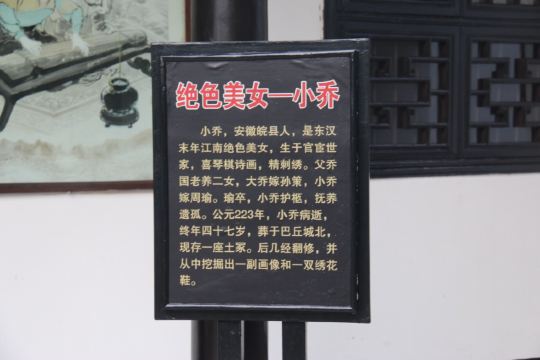 绝色美女—小乔
小乔，安徽皖县人，是东汉
末年江南绝色美女，生于官宦世
家，喜琴棋诗画，精刺绣。父乔
国老养二女，大乔嫁孙策，小乔
嫁周瑜。瑜卒，小乔护柩，抚养
遗孤。公元223年，小乔病逝，
终年四十七岁，葬于巴丘城北，
现存一座土冢。后几经翻修，并
从中挖掘出一副画像和一双绣花
鞋。